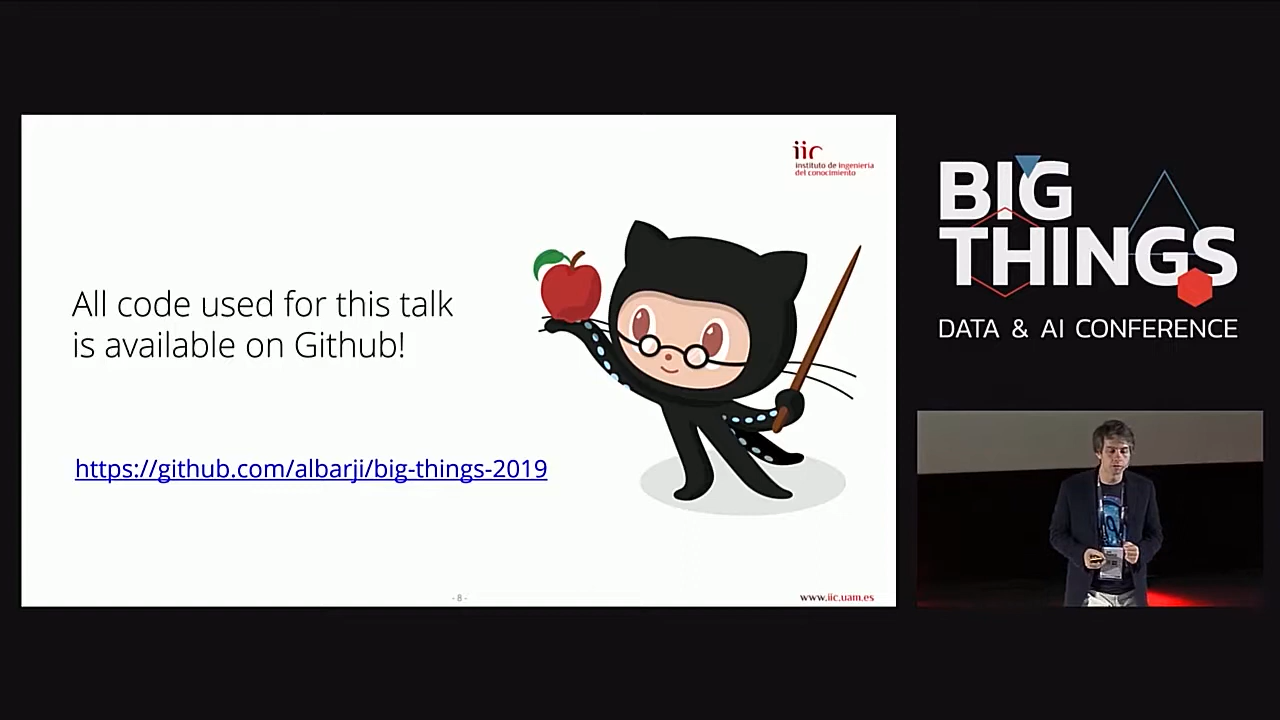 iic
instituto de ingeniería
del conocimiento
All code used for this talk
is available on Github!
https://github.com/albarji/big-things-2019
- 8 -
www.iic.uam.es
BIG
THINGS
DATA & AI CONFERENCE